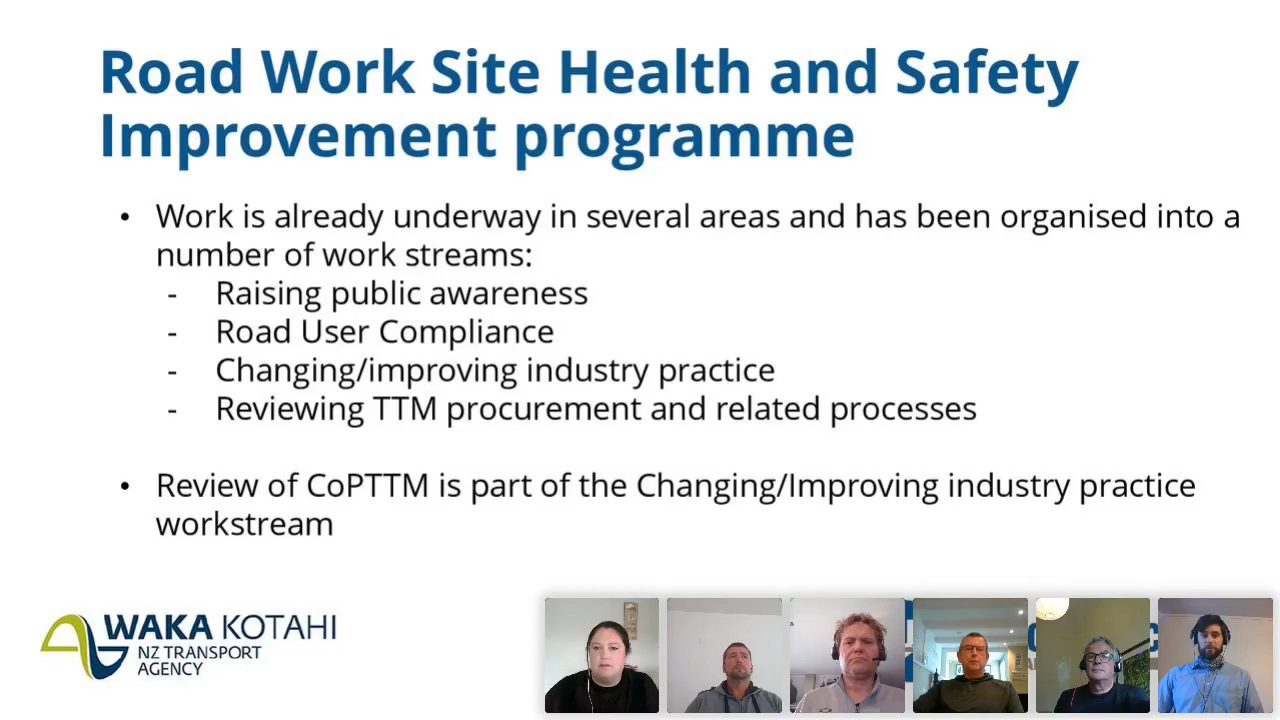 Road Work Site Health and Safety
Improvement programme
• Work is already underway in several areas and has been organised into a
number of work streams:
- Raising public awareness
- Road User Compliance
- Changing/improving industry practice
- Reviewing TTM procurement and related processes
• Review of CoPTTM is part of the Changing/Improving industry practice
workstream
WAKA KOTAHI
NZ TRANSPORT
AGENCY